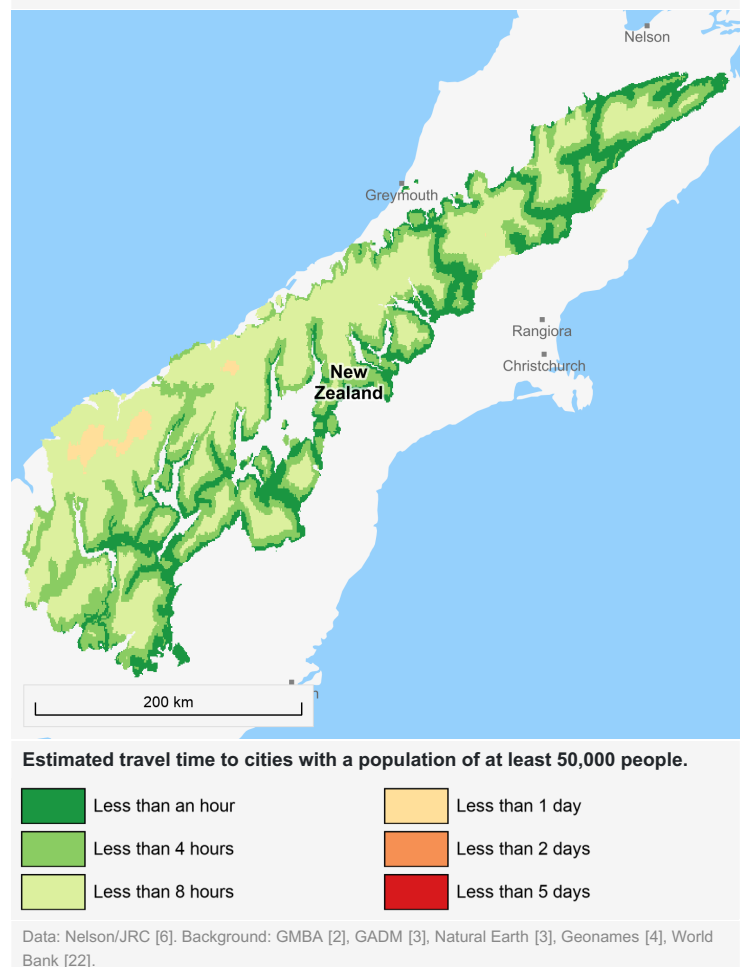 Nelson
Greymouth
Rangiora
Christchurch
New
Zealand
200 km
Estimated travel time to cities with a population of at least 50,000 people.
Less than an hour
Less than 1 day
Less than 4 hours
Less than 2 days
Less than 8 hours
Less than 5 days
Data: Nelson/JRC [6]. Background: GMBA [2], GADM [3], Natural Earth [3], Geonames [4], World
Bank [22].